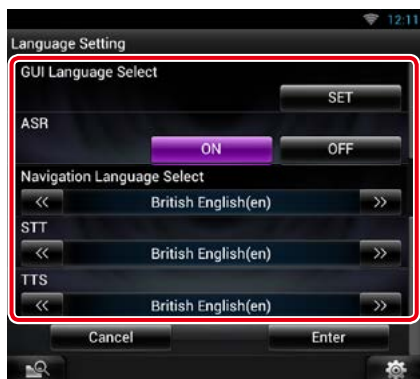 12:11
Language Setting
GUI Language Select
SET
ASR
ON OFF
Navigation Language Select
<< British English(en) >>
STT
<< British English(en) >>
TTS
<< British English(en) >>
Cancel Enter